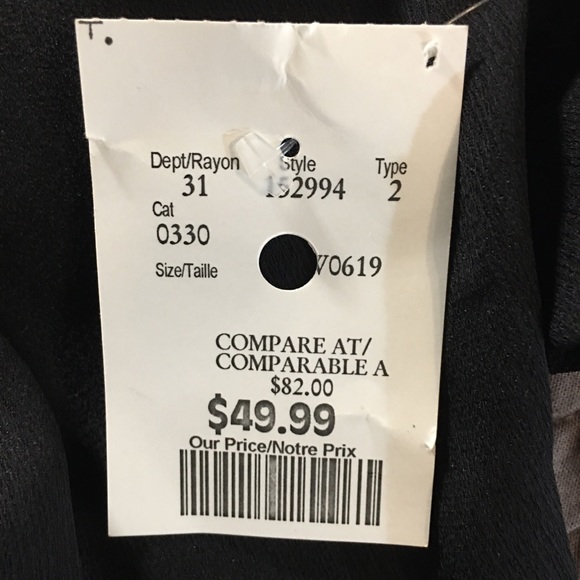 T.
Dept/Rayon Style Type
31 152994 2
Cat
0330
Size/Taille V0619
COMPARE AT/
COMPARABLE A
$82.00
$49.99
Our Price/Notre Prix